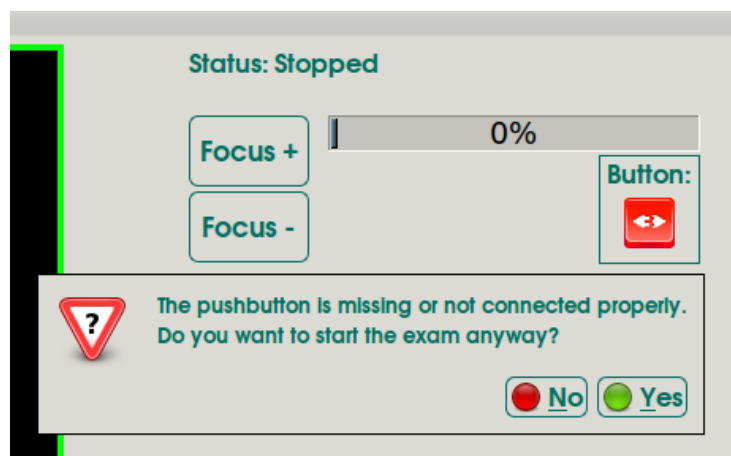 Status: Stopped
Focus +
0%
Button:
Focus -
?
The pushbutton is missing or not connected properly.
Do you want to start the exam anyway?
No
Yes